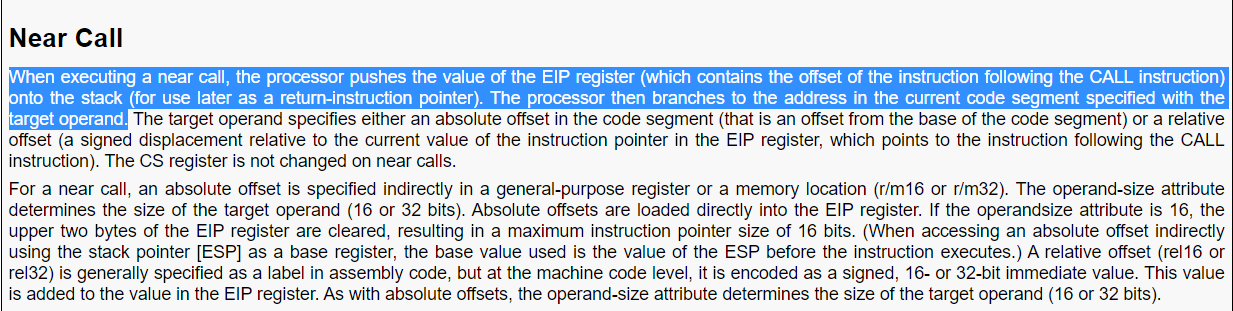 Near Call
When executing a near call, the processor pushes the value of the EIP register (which contains the offset of the instruction following the CALL instruction)
onto the stack (for use later as a return-instruction pointer). The processor then branches to the address in the current code segment specified with the
target operand. The target operand specifies either an absolute offset in the code segment (that is an offset from the base of the code segment) or a relative
offset (a signed displacement relative to the current value of the instruction pointer in the EIP register, which points to the instruction following the CALL
instruction). The CS register is not changed on near calls.
For a near call, an absolute offset is specified indirectly in a general-purpose register or a memory location (r/m16 or r/m32). The operand-size attribute
determines the size of the target operand (16 or 32 bits). Absolute offsets are loaded directly into the EIP register. If the operandsize attribute is 16, the
upper two bytes of the EIP register are cleared, resulting in a maximum instruction pointer size of 16 bits. (When accessing an absolute offset indirectly
using the stack pointer [ESP] as a base register, the base value used is the value of the ESP before the instruction executes.) A relative offset (rel16 or
rel32) is generally specified as a label in assembly code, but at the machine code level, it is encoded as a signed, 16- or 32-bit immediate value. This value
is added to the value in the EIP register. As with absolute offsets, the operand-size attribute determines the size of the target operand (16 or 32 bits).